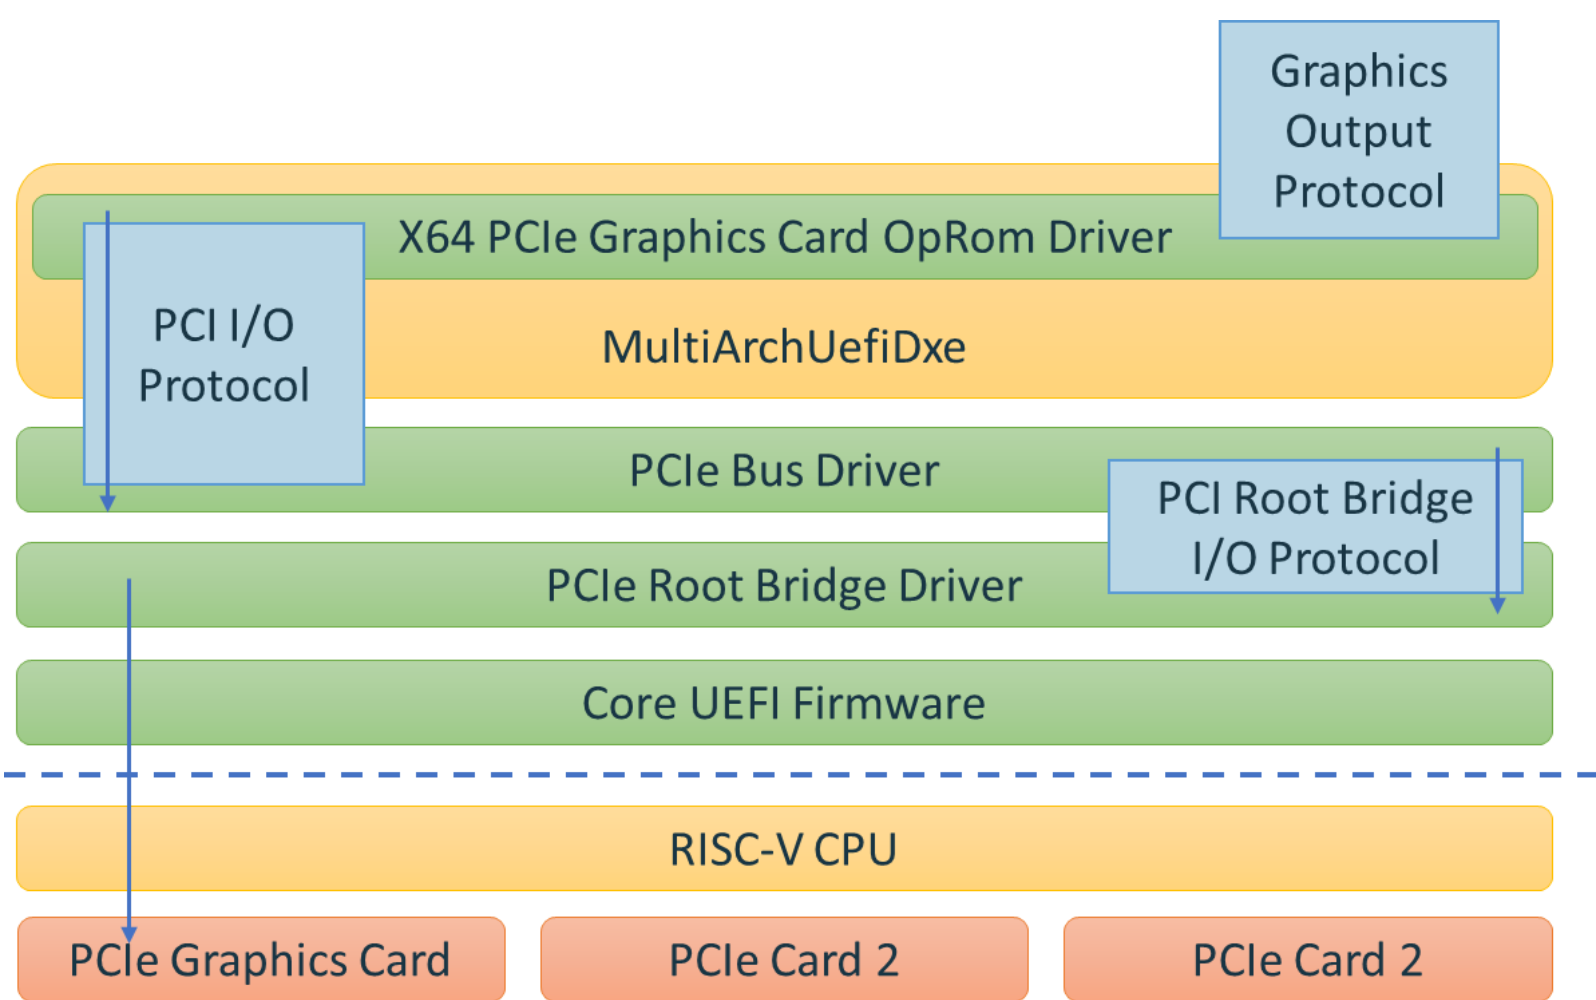 Graphics
Output
Protocol
X64 PCIe Graphics Card OpRom Driver
PCI I/O
Protocol
MultiArchUefiDxe
PCIe Bus Driver
PCI Root Bridge
I/O Protocol
PCIe Root Bridge Driver
Core UEFI Firmware
RISC-V CPU
PCIe Graphics Card
PCIe Card 2
PCIe Card 2